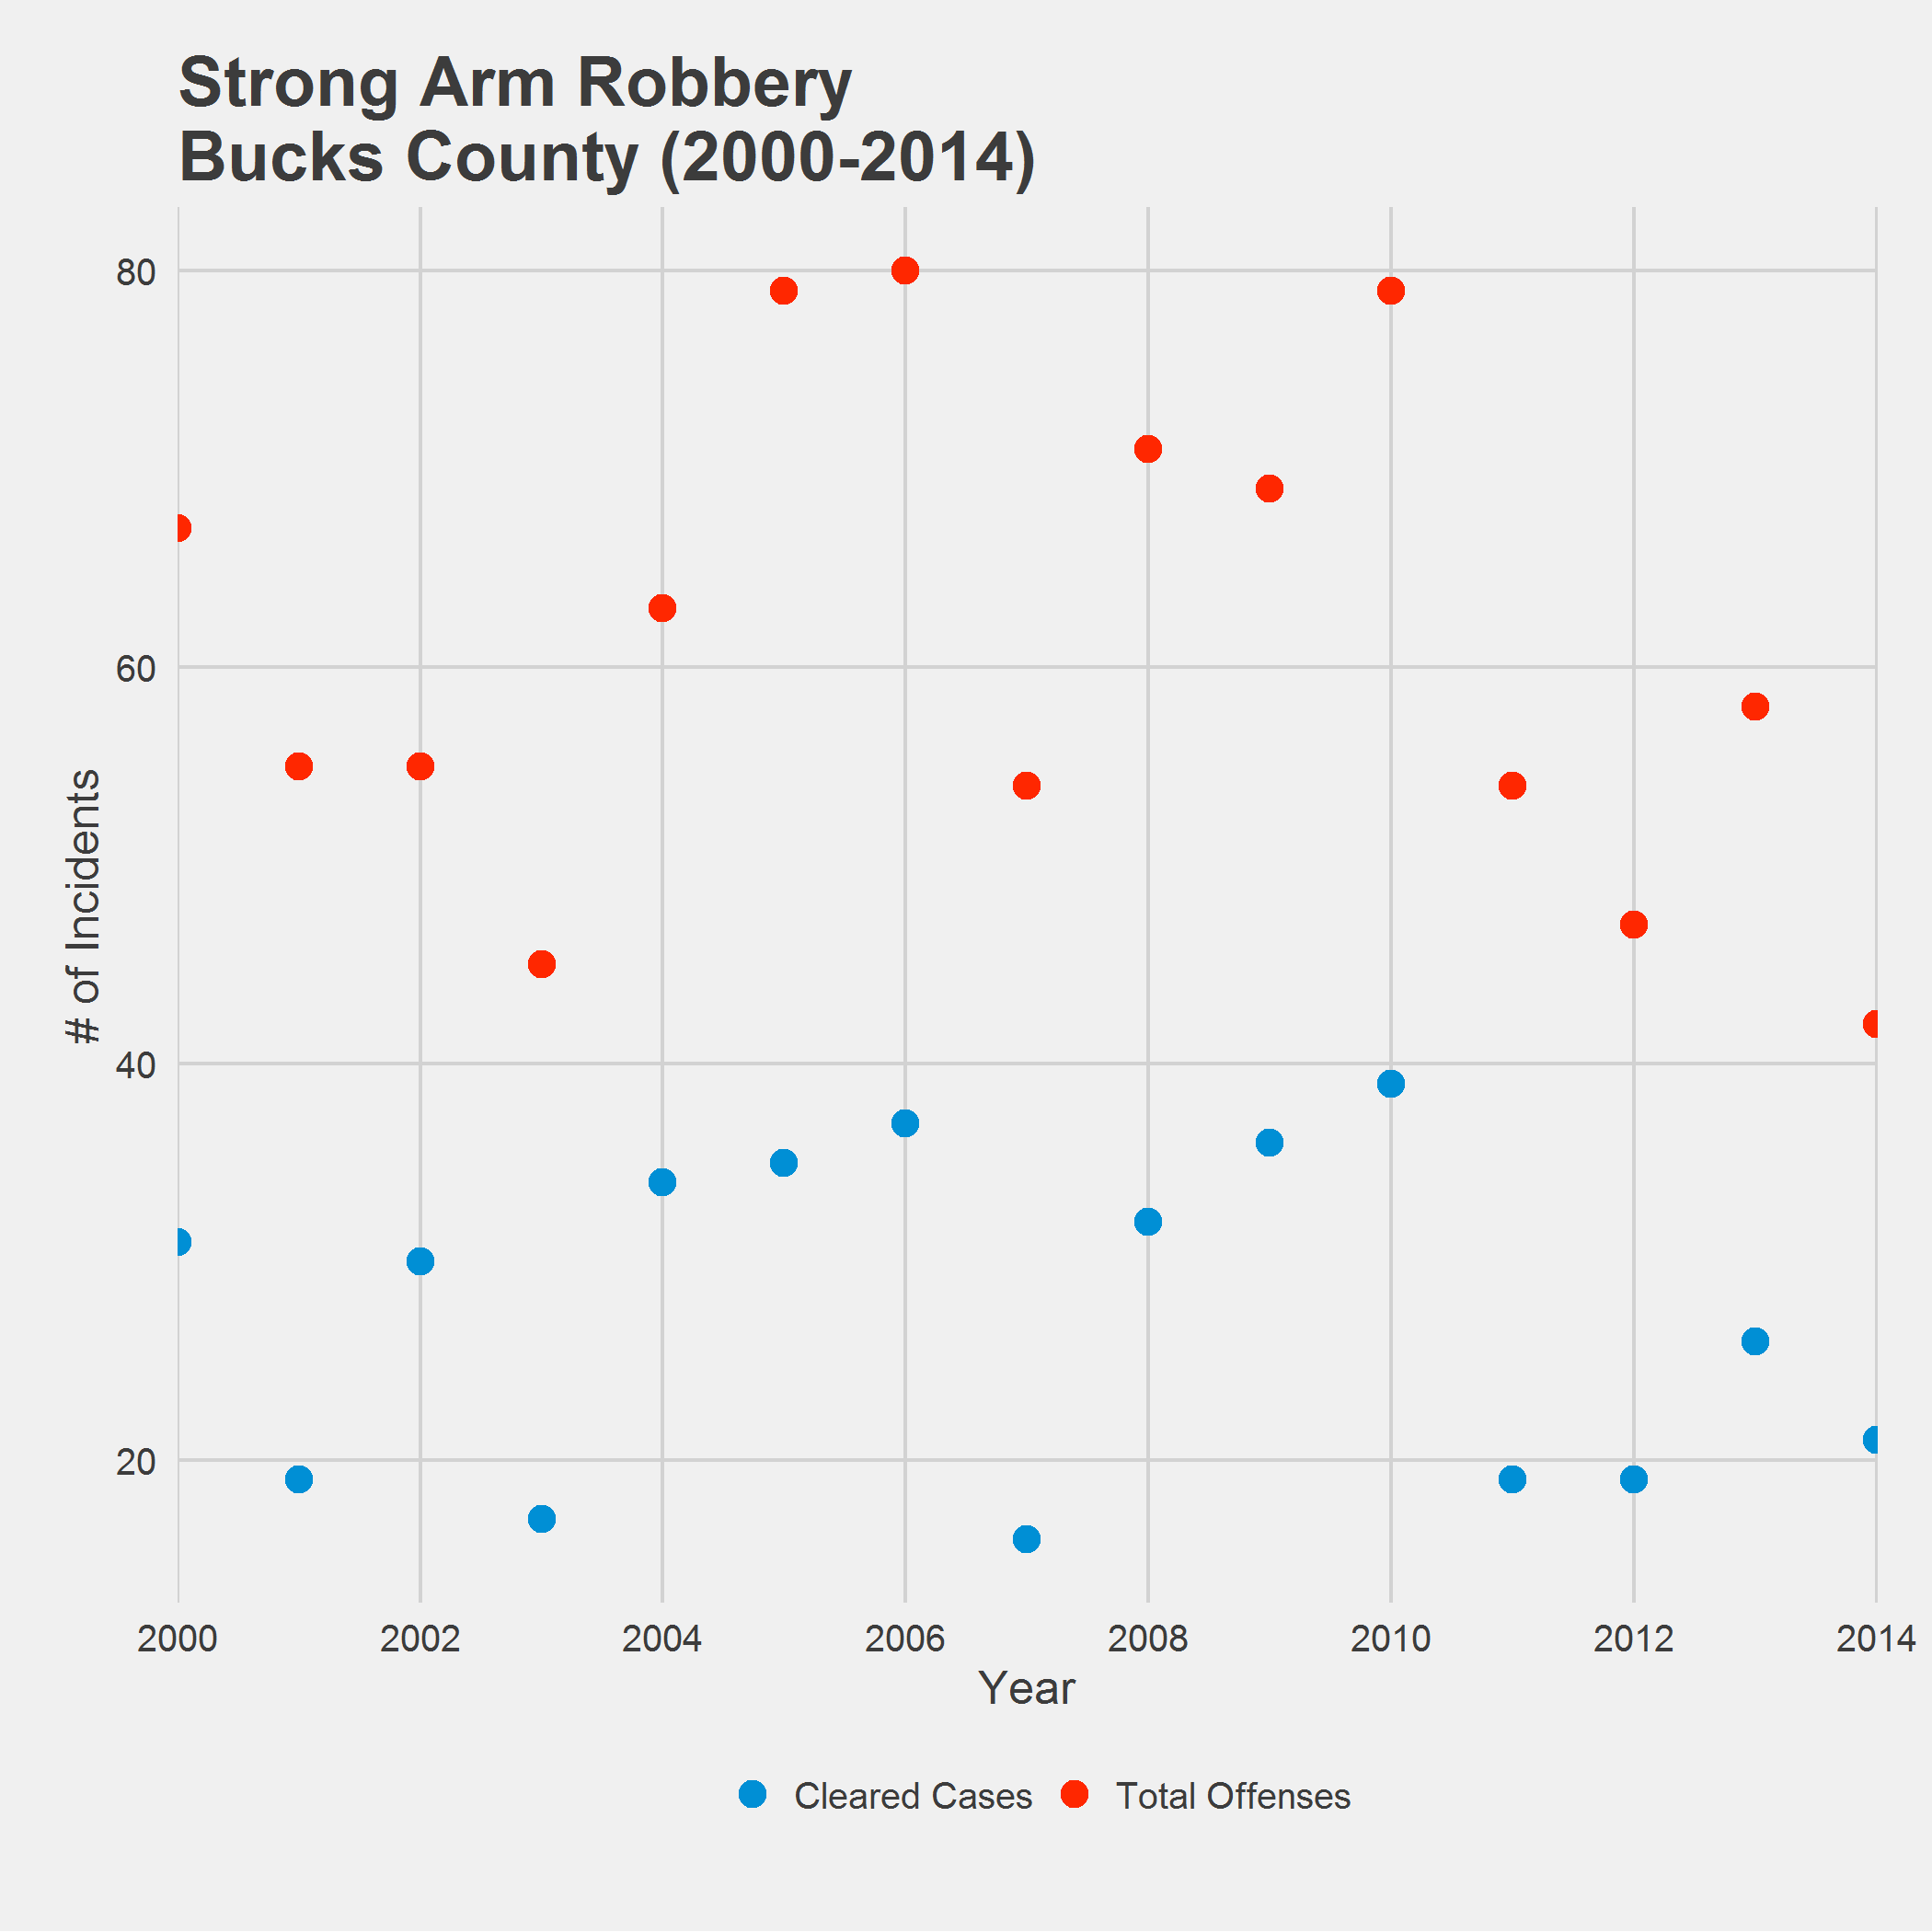 Strong Arm Robbery
Bucks County (2000-2014)
80
60
40
20
# of Incidents
2000 2002 2004 2006 2008 2010 2012 2014
Year
Cleared Cases Total Offenses